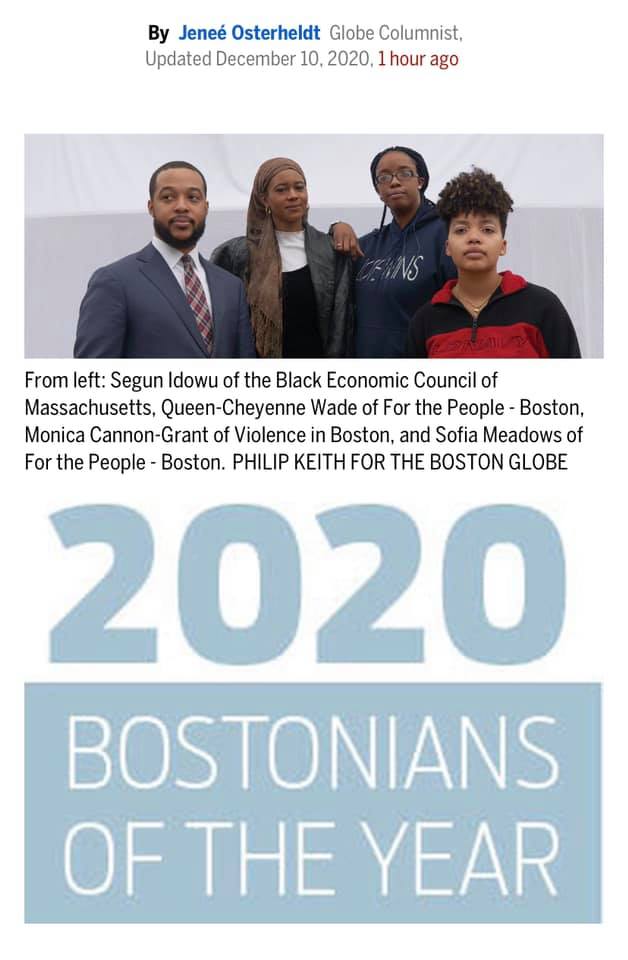 By Jeneé Osterheldt Globe Columnist,
Updated December 10, 2020, 1 hour ago
From left: Segun Idowu of the Black Economic Council of
Massachusetts, Queen-Cheyenne Wade of For the People - Boston,
Monica Cannon-Grant of Violence in Boston, and Sofia Meadows of
For the People - Boston. PHILIP KEITH FOR THE BOSTON GLOBE
2020
BOSTONIANS
OF THE YEAR